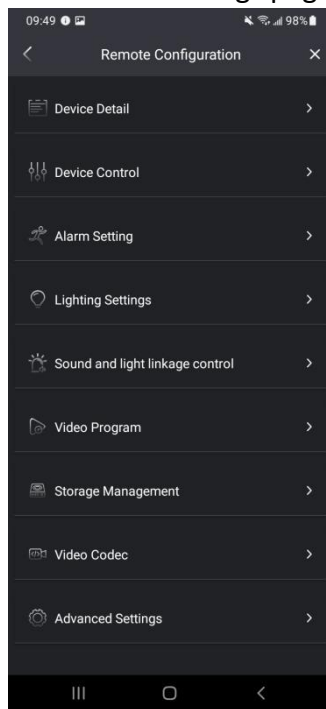 09:49 98%
Remote Configuration
Device Detail
Device Control
Alarm Setting
Lighting Settings
Sound and light linkage control
Video Program
Storage Management
Video Codec
Advanced Settings